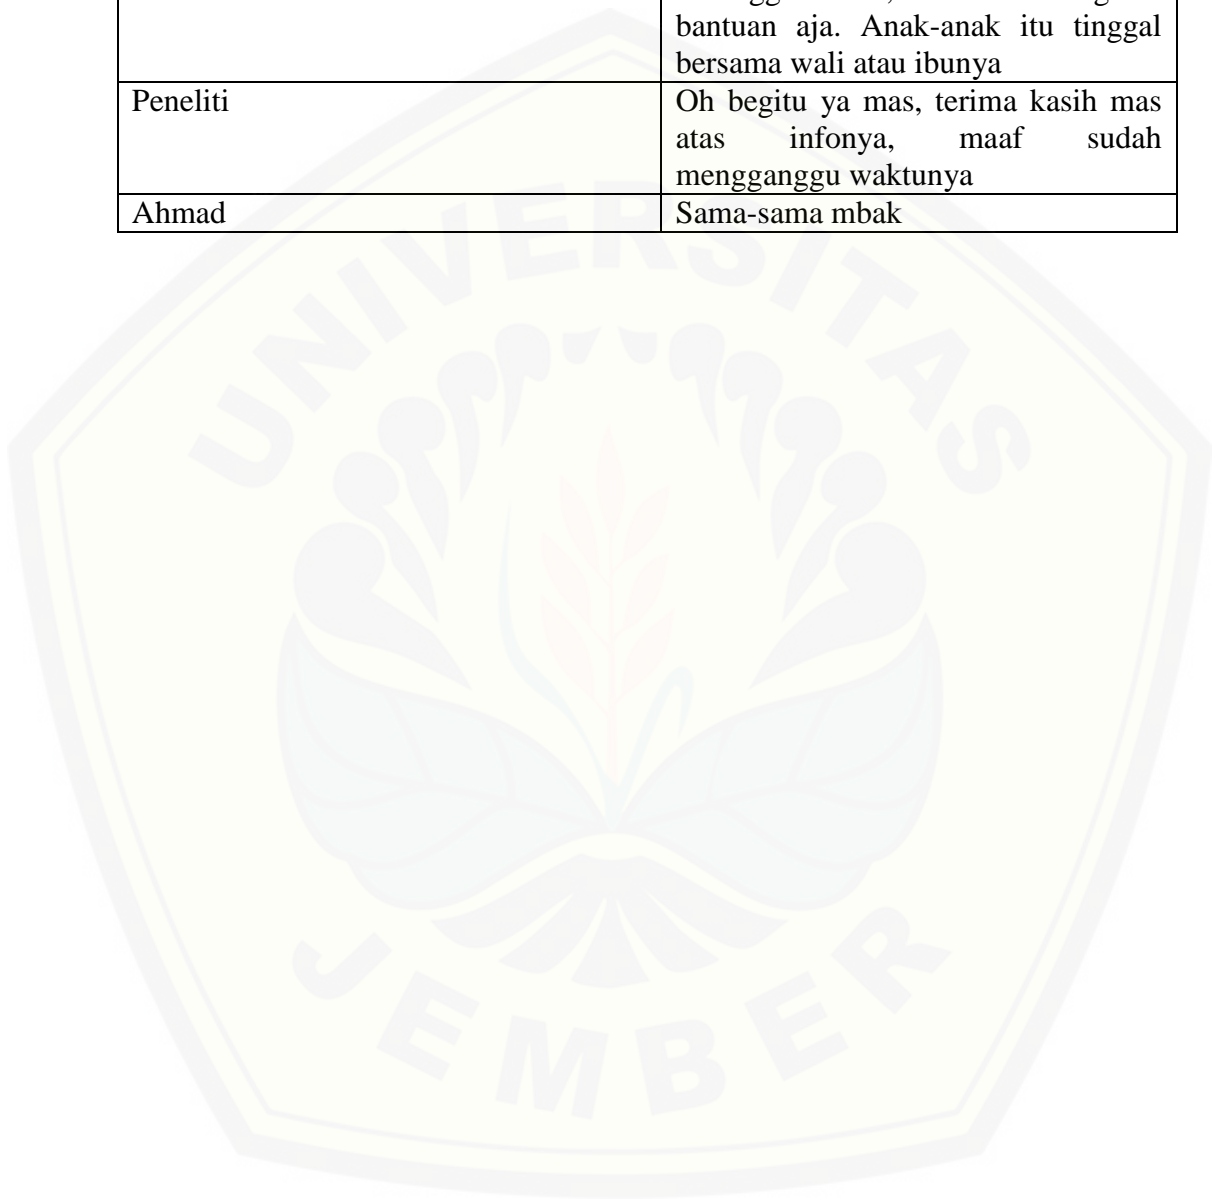 bantuan aja. Anak-anak itu tinggal
bersama wali atau ibunya
Peneliti
Oh begitu ya mas, terima kasih mas
atas infonya, maaf sudah
mengganggu waktunya
Ahmad
Sama-sama mbak
UNIVERSITAS
JEMBER